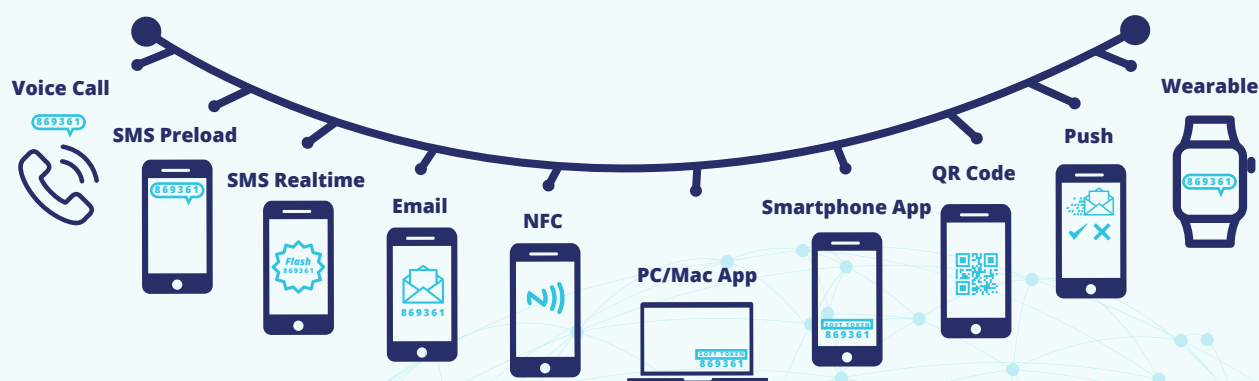 Voice Call
869361
SMS Preload
869361
SMS Realtime
Flash
869361
Email
869361
NFC
PC/Mac App
SOFT TOKEN
869361
Smartphone App
SOFT TOKEN
869361
QR Code
Push
Wearable
869361